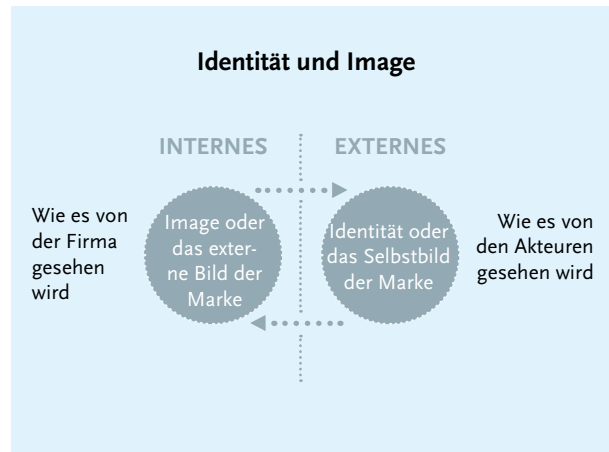 Identität und Image
INTERNES
EXTERNES
Wie es von
der Firma
gesehen
wird
Image oder
das exter-
ne Bild der
Marke
Identität oder
das Selbstbild
der Marke
Wie es von
den Akteuren
gesehen wird